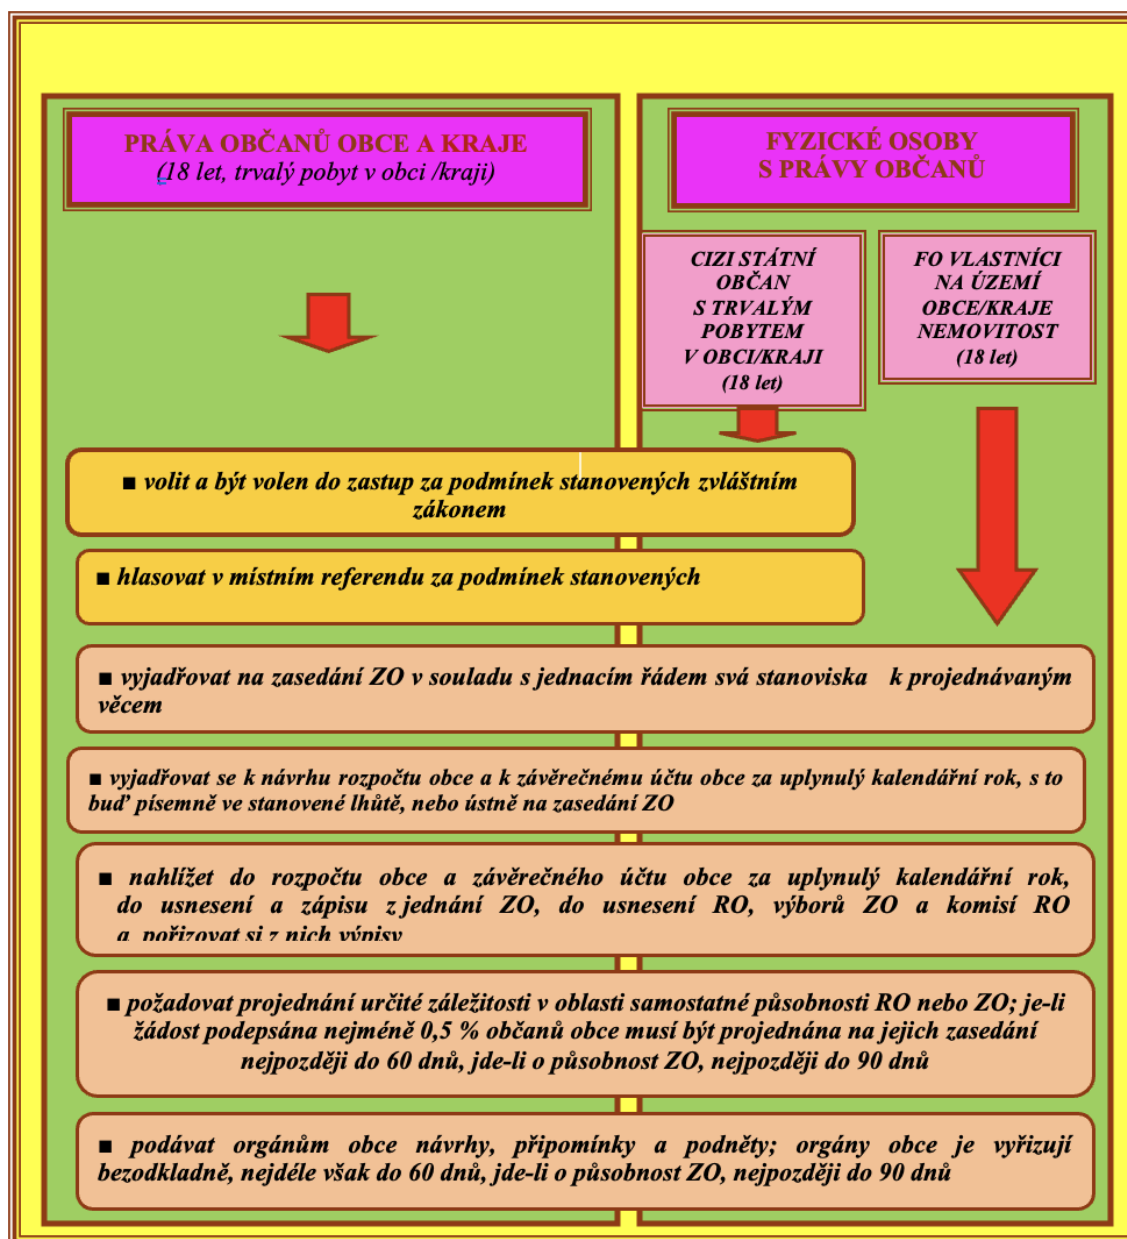 PRÁVA OBČANŮ OBCE A KRAJE
(18 let, trvalý pobyt v obci /kraji)
FYZICKÉ OSOBY
S PRÁVY OBČANŮ
CIZI STÁTNÍ
OBČAN
S TRVALÝM
POBYTEM
V OBCI/KRAJI
(18 let)
FO VLASTNÍCI
NA ÚZEMÍ
OBCE/KRAJE
NEMOVITOST
(18 let)
■ volit a být volen do zastup za podmínek stanovených zvláštním
zákonem
■ hlasovat v místním referendu za podmínek stanovených
■ vyjadřovat na zasedání ZO v souladu s jednacím řádem svá stanoviska k projednávaným
věcem
■ vyjadřovat se k návrhu rozpočtu obce a k závěrečnému účtu obce za uplynulý kalendářní rok, s to
buď písemně ve stanovené lhůtě, nebo ústně na zasedání ZO
■ nahlížet do rozpočtu obce a závěrečného účtu obce za uplynulý kalendářní rok,
do usnesení a zápisu z jednání ZO, do usnesení RO, výborů ZO a komisí RO
a pořizovat si z nich výpisy
■ požadovat projednání určité záležitosti v oblasti samostatné působnosti RO nebo ZO; je-li
žádost podepsána nejméně 0,5 % občanů obce musí být projednána na jejich zasedání
nejpozději do 60 dnů, jde-li o působnost ZO, nejpozději do 90 dnů
■ podávat orgánům obce návrhy, připomínky a podněty; orgány obce je vyřizují
bezodkladně, nejdéle však do 60 dnů, jde-li o působnost ZO, nejpozději do 90 dnů